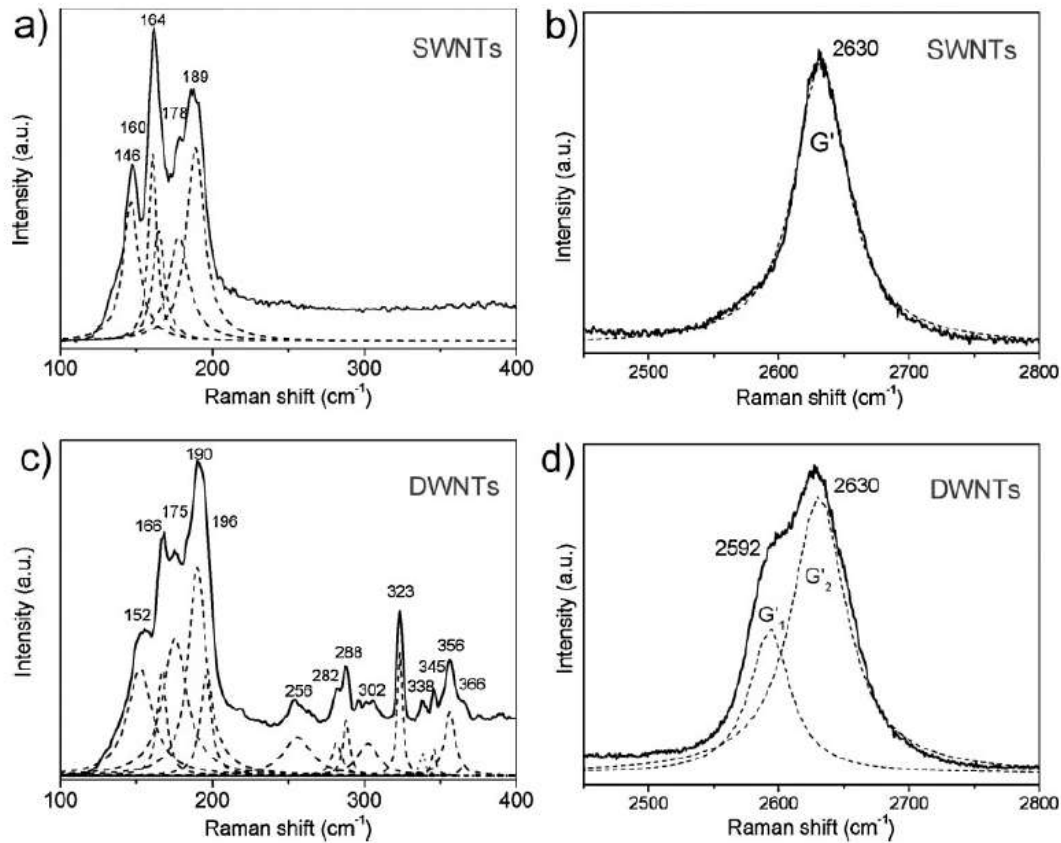 a)
SWNTs
164
189
178
160
146
Intensity (a.u.)
100
200
300
400
Raman shift (cm⁻¹)
b)
SWNTs
2630
G'
Intensity (a.u.)
2500
2600
2700
2800
Raman shift (cm⁻¹)
c)
DWNTs
190
175
166
196
152
323
288
282
256
302
338
345
356
366
Intensity (a.u.)
100
200
300
400
Raman shift (cm⁻¹)
d)
DWNTs
2630
2592
G'₁
G'₂
Intensity (a.u.)
2500
2600
2700
2800
Raman shift (cm⁻¹)